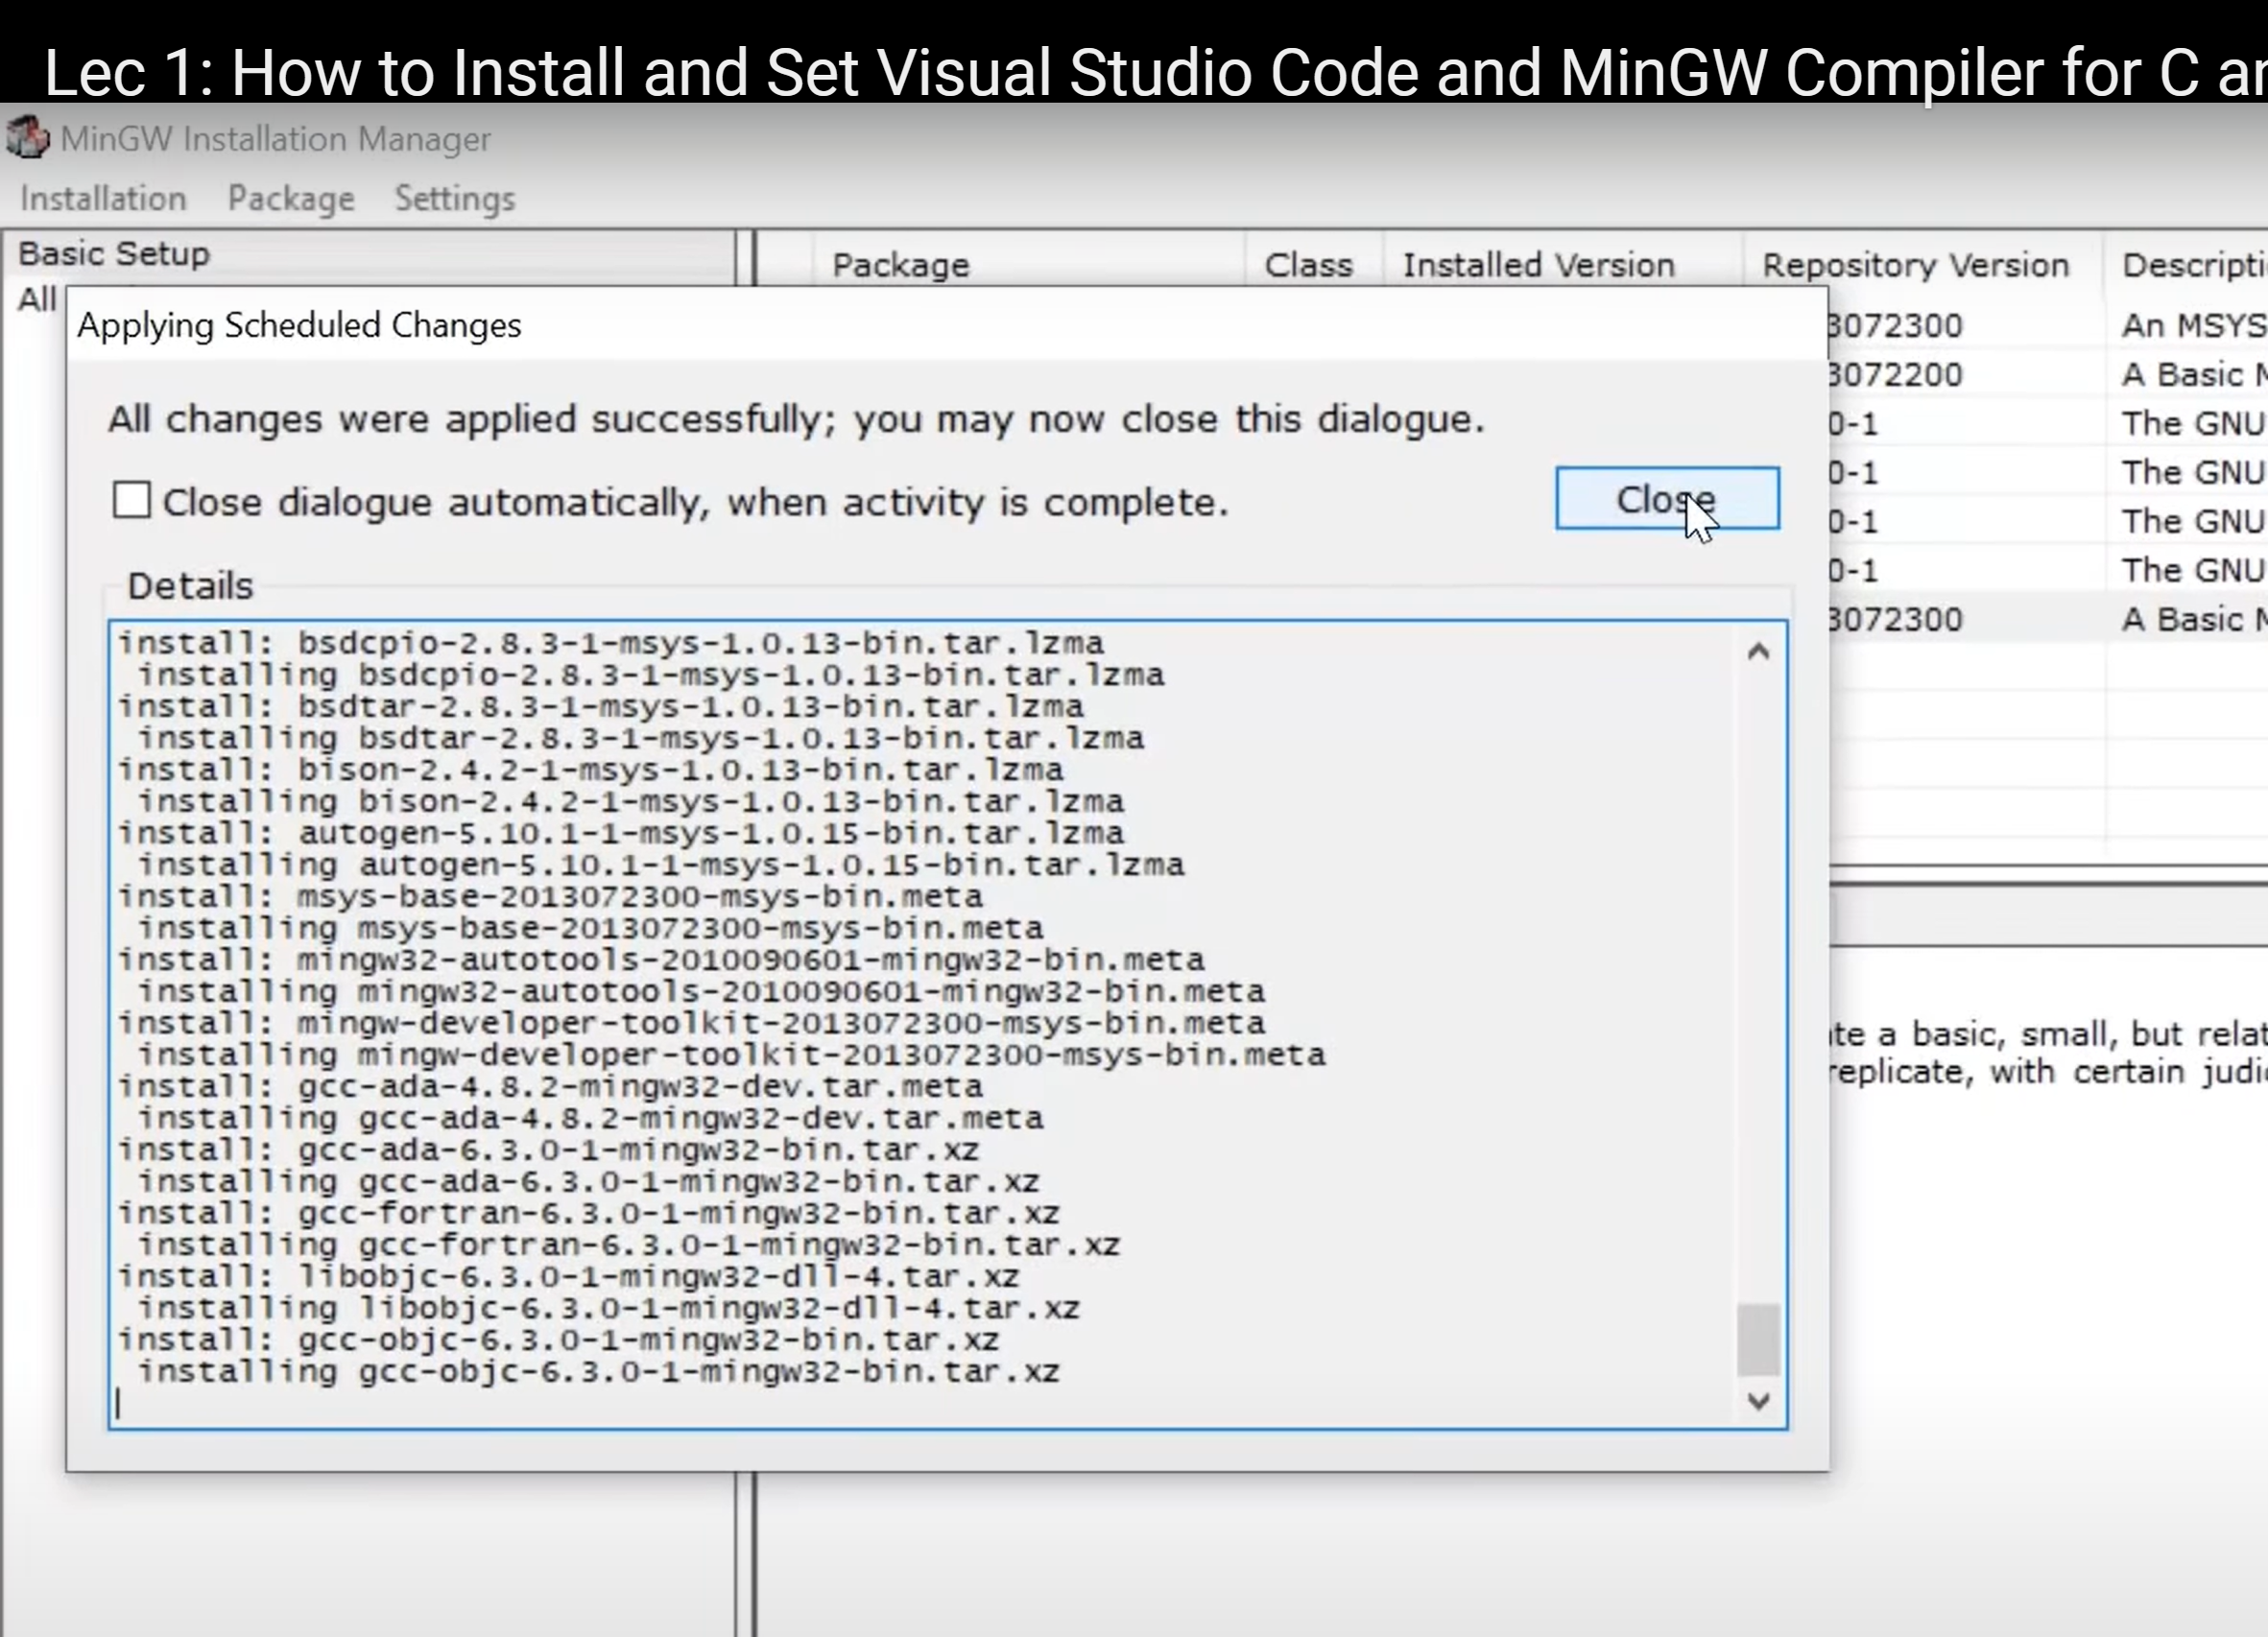 Lec 1: How to Install and Set Visual Studio Code and MinGW Compiler for C
MinGW Installation Manager
Installation Package Settings
Basic Setup
All
Package Class Installed Version Repository Version
Applying Scheduled Changes
All changes were applied successfully; you may now close this dialogue.
Close dialogue automatically, when activity is complete.
Close
Details
install: bsdcpio-2.8.3-1-msys-1.0.13-bin.tar.lzma
installing bsdcpio-2.8.3-1-msys-1.0.13-bin.tar.lzma
install: bsdtar-2.8.3-1-msys-1.0.13-bin.tar.lzma
installing bsdtar-2.8.3-1-msys-1.0.13-bin.tar.lzma
install: bison-2.4.2-1-msys-1.0.13-bin.tar.lzma
installing bison-2.4.2-1-msys-1.0.13-bin.tar.lzma
install: autogen-5.10.1-1-msys-1.0.15-bin.tar.lzma
installing autogen-5.10.1-1-msys-1.0.15-bin.tar.lzma
install: msys-base-2013072300-msys-bin.meta
installing msys-base-2013072300-msys-bin.meta
install: mingw32-autotools-2010090601-mingw32-bin.meta
installing mingw32-autotools-2010090601-mingw32-bin.meta
install: mingw-developer-toolkit-2013072300-msys-bin.meta
installing mingw-developer-toolkit-2013072300-msys-bin.meta
install: gcc-ada-4.8.2-mingw32-dev.tar.meta
installing gcc-ada-4.8.2-mingw32-dev.tar.meta
install: gcc-ada-6.3.0-1-mingw32-bin.tar.xz
installing gcc-ada-6.3.0-1-mingw32-bin.tar.xz
install: gcc-fortran-6.3.0-1-mingw32-bin.tar.xz
installing gcc-fortran-6.3.0-1-mingw32-bin.tar.xz
install: libobjc-6.3.0-1-mingw32-dll-4.tar.xz
installing libobjc-6.3.0-1-mingw32-dll-4.tar.xz
install: gcc-objc-6.3.0-1-mingw32-bin.tar.xz
installing gcc-objc-6.3.0-1-mingw32-bin.tar.xz
3072300 An MSYS
3072200 A Basic
0-1 The GNU
0-1 The GNU
0-1 The GNU
0-1 The GNU
3072300 A Basic
a basic, small, but
replicate, with certain